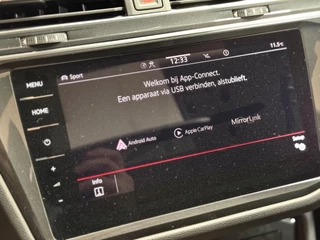 MENU
HOME
Sport
12:33
11.5°C
Welkom bij App-Connect.
Een apparaat via USB verbinden, alstublieft.
Android Auto
Apple CarPlay
MirrorLink
Info
Setup